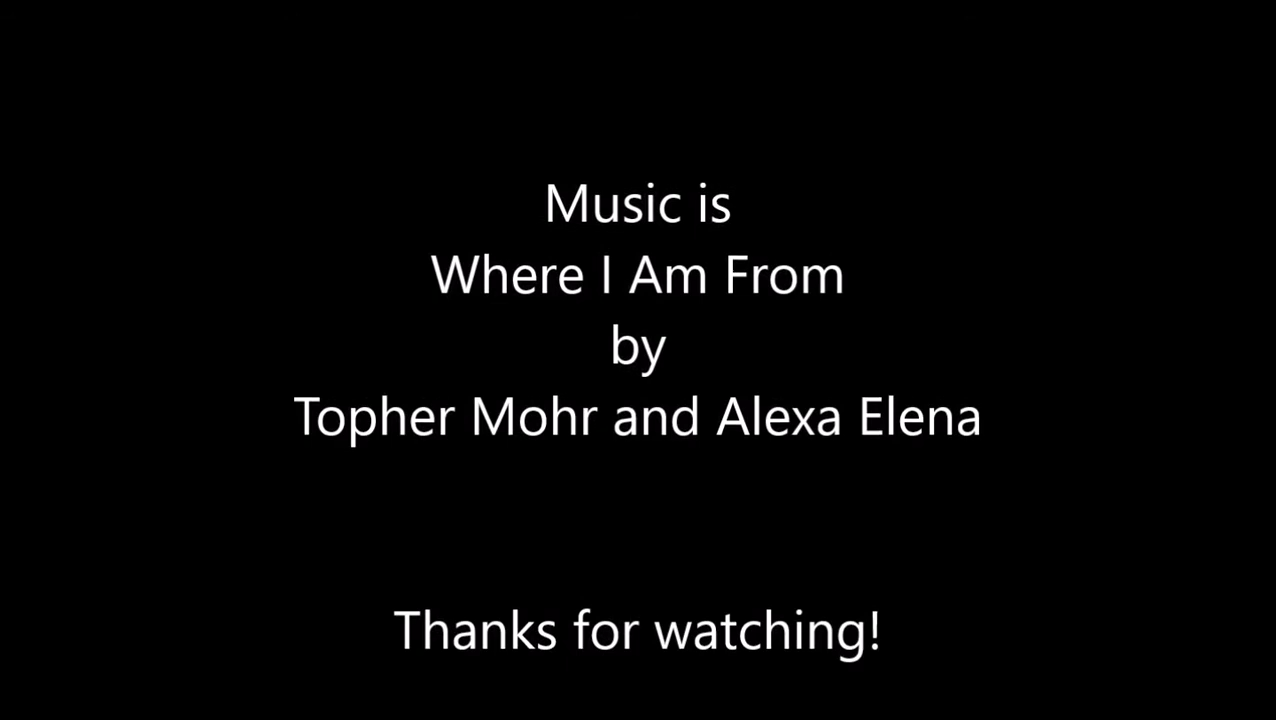 Music is
Where I Am From
by
Topher Mohr and Alexa Elena
Thanks for watching!